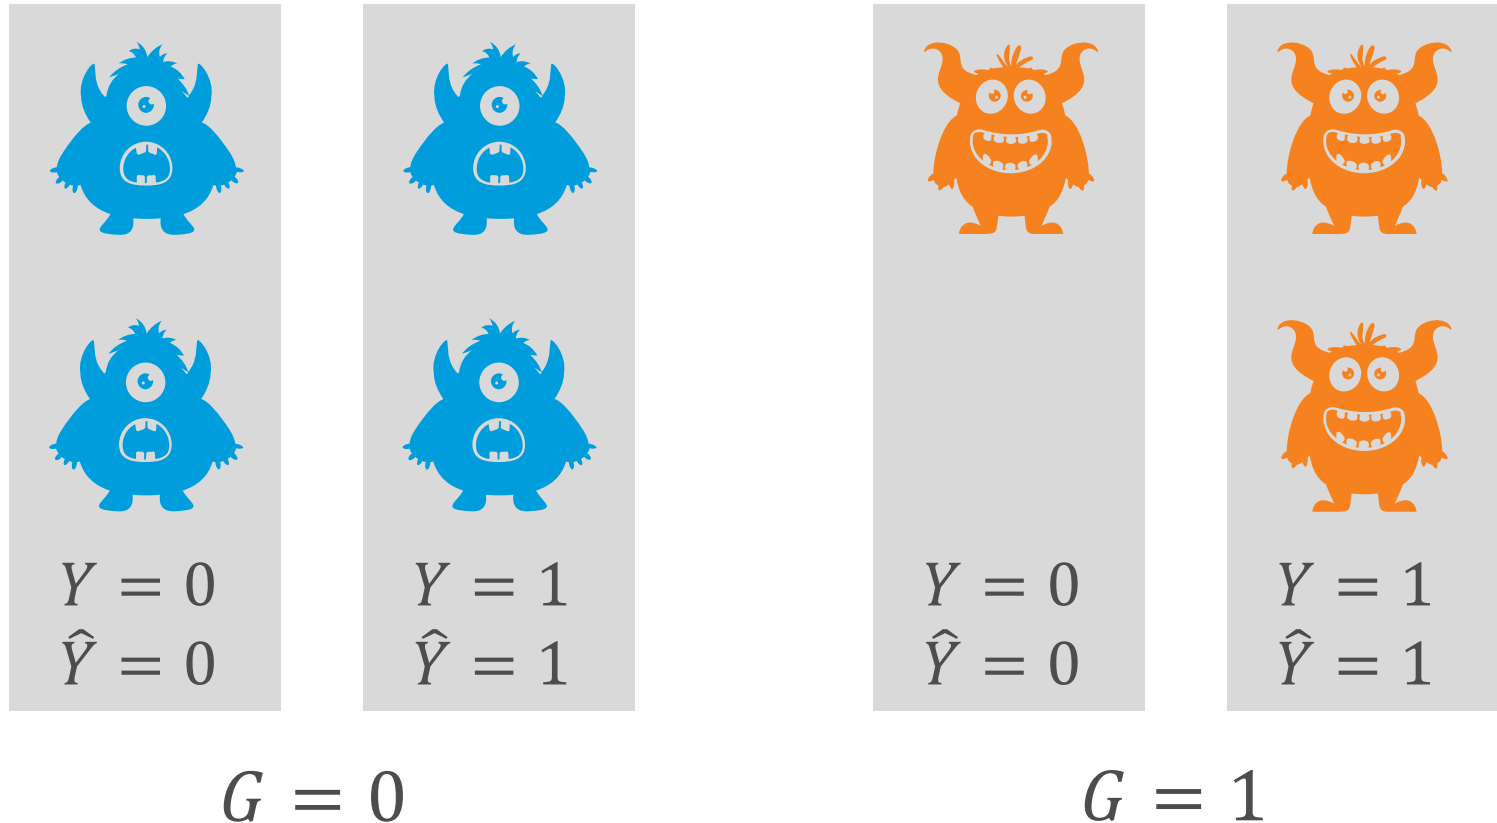 Y = 0
Ŷ = 0
Y = 1
Ŷ = 1
Y = 0
Ŷ = 0
Y = 1
Ŷ = 1
G = 0
G = 1